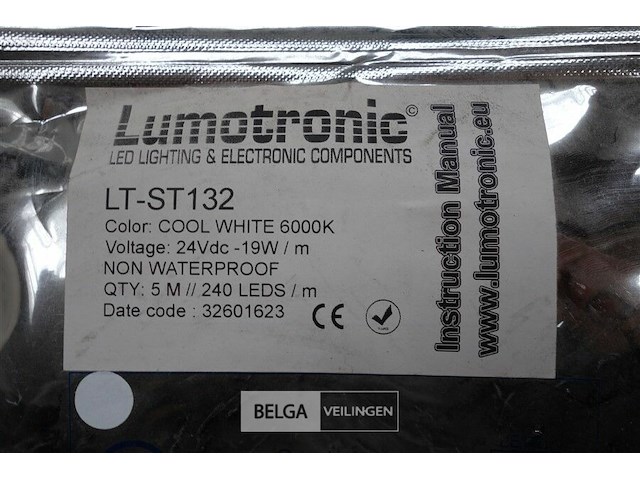 Lumotronic©
LED LIGHTING & ELECTRONIC COMPONENTS
LT-ST132
Color: COOL WHITE 6000K
Voltage: 24Vdc -19W / m
NON WATERPROOF
QTY: 5 M // 240 LEDS / m
Date code : 32601623
CE
Instruction Manual
www.lumotronic.eu
BELGA VEILINGEN